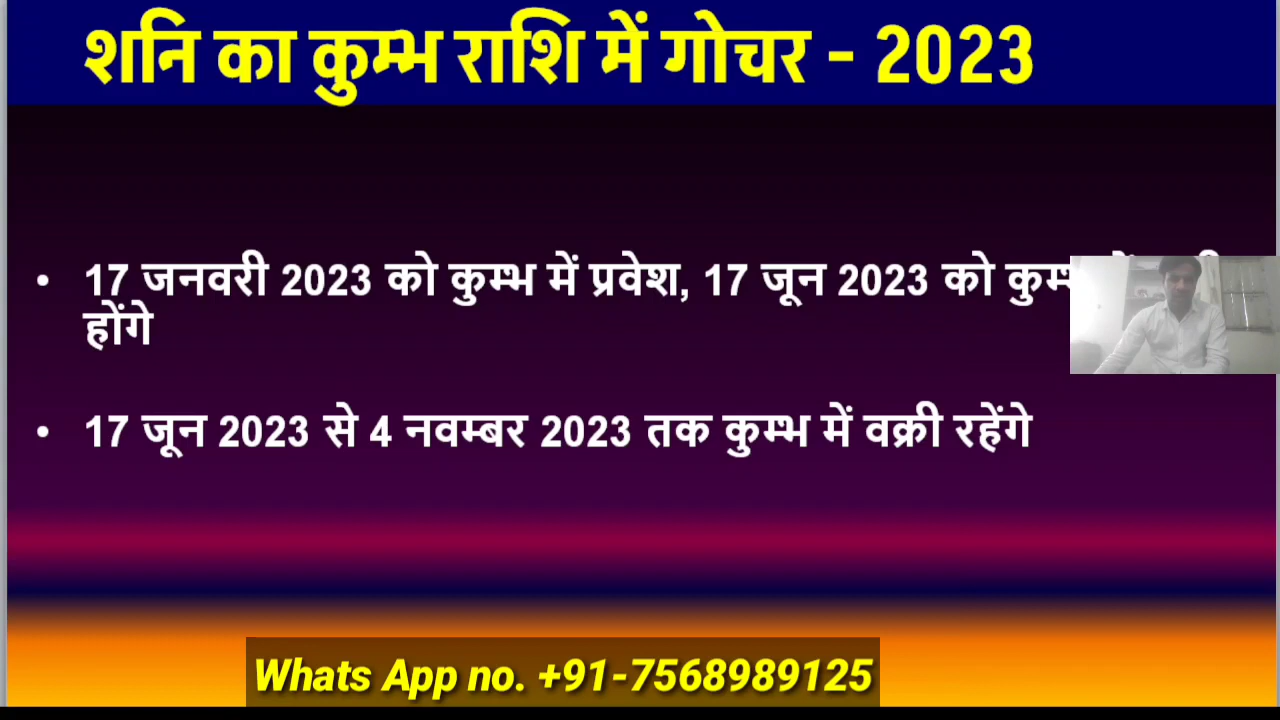 शनि का कुम्भ राशि में गोचर - 2023
• 17 जनवरी 2023 को कुम्भ में प्रवेश, 17 जून 2023 को
होंगे
• 17 जून 2023 से 4 नवम्बर 2023 तक कुम्भ में वक्री रहेंगे
Whats App no. +91-7568989125